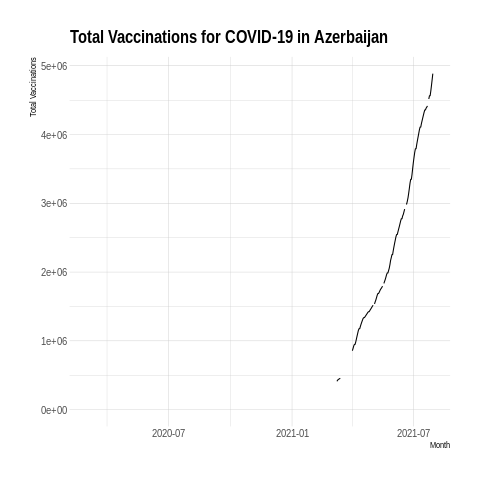 Total Vaccinations for COVID-19 in Azerbaijan
Total Vaccinations
5e+06
4e+06
3e+06
2e+06
1e+06
0e+00
2020-07 2021-01 2021-07
Month